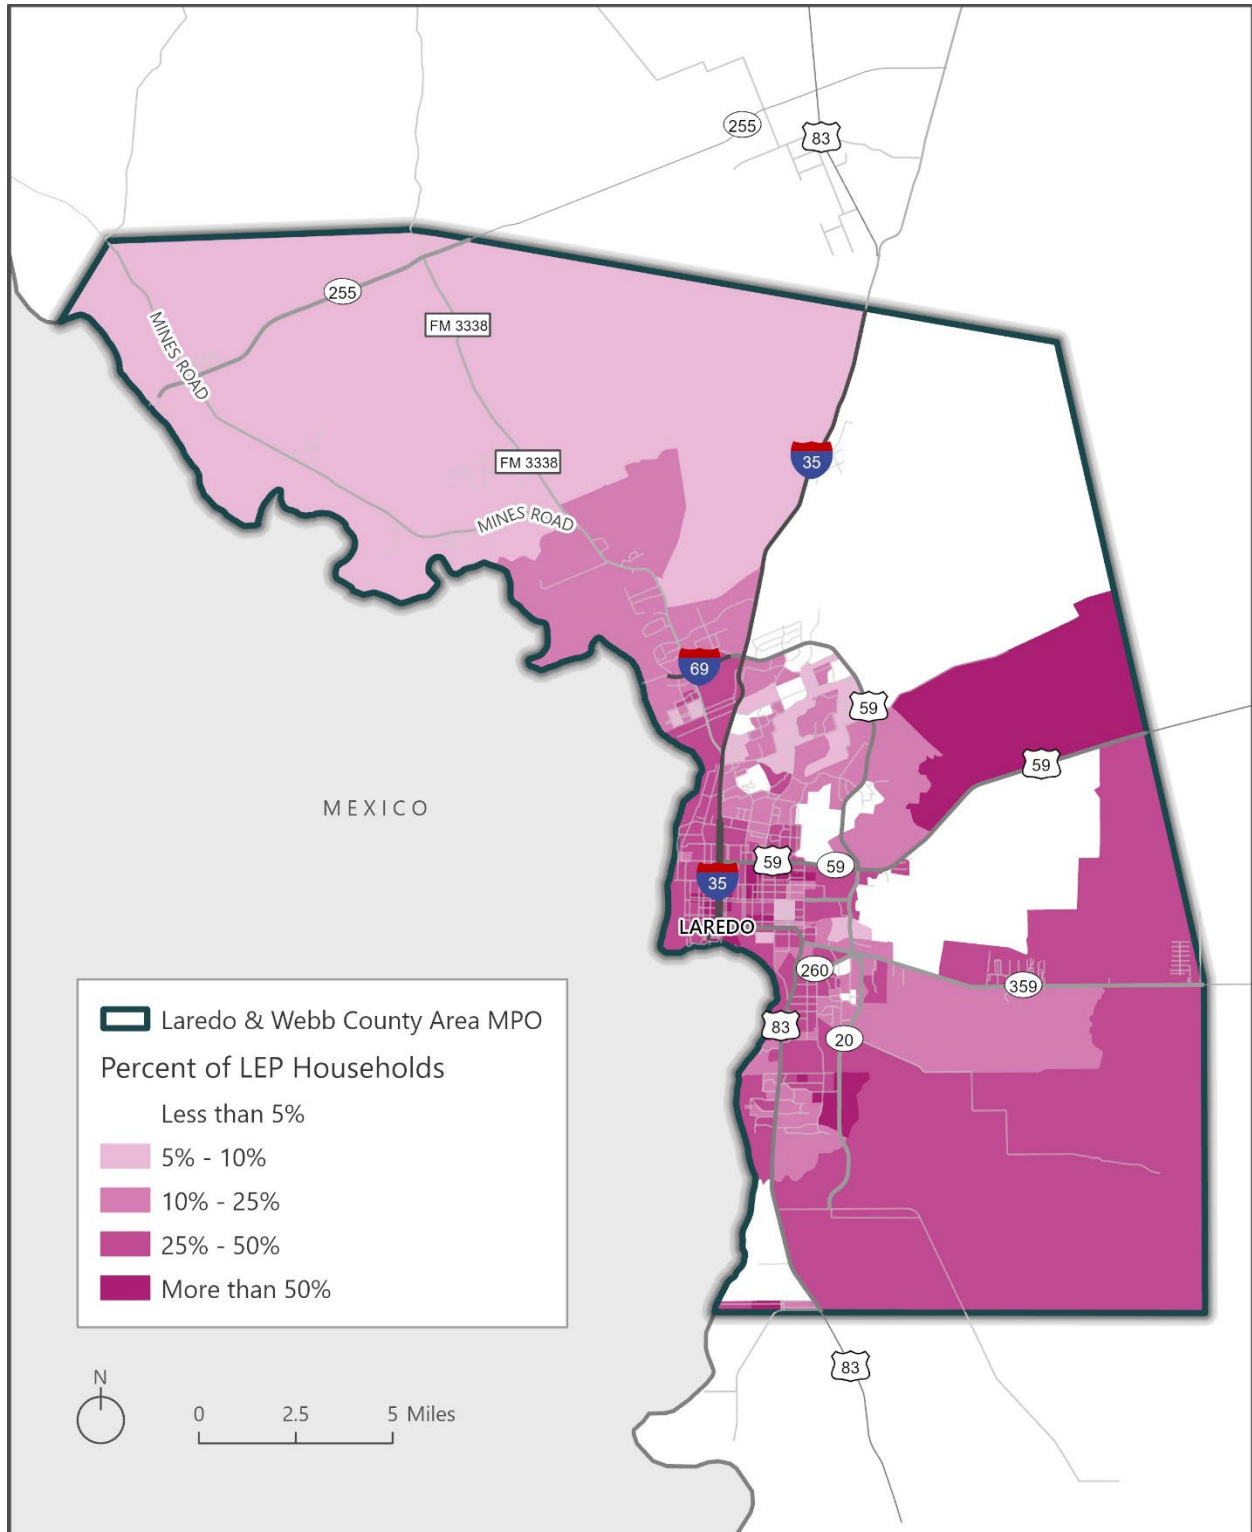 255
83
255
MINES ROAD
FM 3338
FM 3338
35
MINES ROAD
69
59
59
MEXICO
59
59
35
LAREDO
260
359
83
20
Laredo & Webb County Area MPO
Percent of LEP Households
Less than 5%
5% - 10%
10% - 25%
25% - 50%
More than 50%
83
N
0 2.5 5 Miles